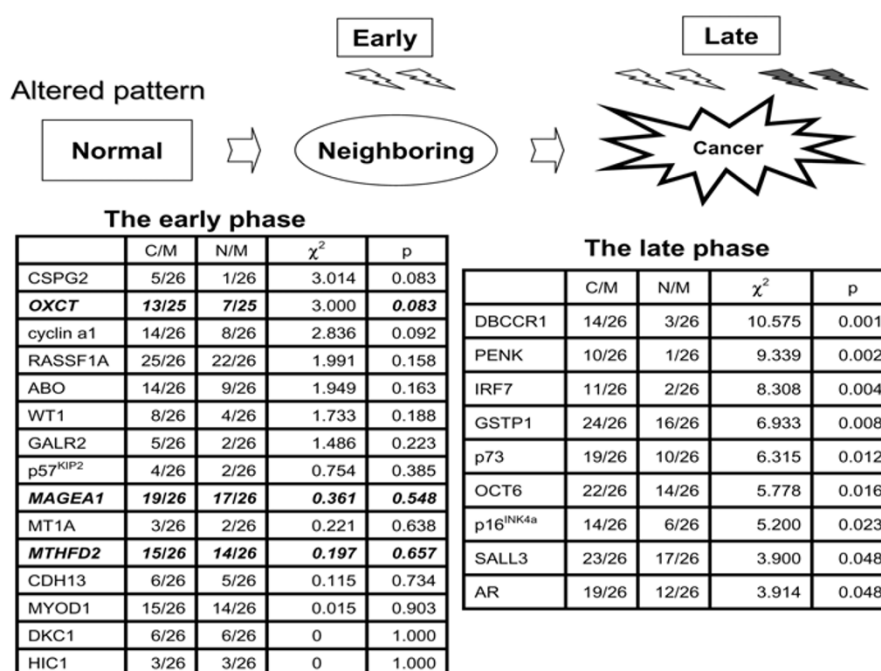 Early
Late
Altered pattern
Normal
Neighboring
Cancer
The early phase
C/M N/M χ² p
CSPG2 5/26 1/26 3.014 0.083
OXCT 13/25 7/25 3.000 0.083
cyclin a1 14/26 8/26 2.836 0.092
RASSF1A 25/26 22/26 1.991 0.158
ABO 14/26 9/26 1.949 0.163
WT1 8/26 4/26 1.733 0.188
GALR2 5/26 2/26 1.486 0.223
p57KIP2 4/26 2/26 0.754 0.385
MAGEA1 19/26 17/26 0.361 0.548
MT1A 3/26 2/26 0.221 0.638
MTHFD2 15/26 14/26 0.197 0.657
CDH13 6/26 5/26 0.115 0.734
MYOD1 15/26 14/26 0.015 0.903
DKC1 6/26 6/26 0 1.000
HIC1 3/26 3/26 0 1.000
The late phase
C/M N/M χ² p
DBCCR1 14/26 3/26 10.575 0.001
PENK 10/26 1/26 9.339 0.002
IRF7 11/26 2/26 8.308 0.004
GSTP1 24/26 16/26 6.933 0.008
p73 19/26 10/26 6.315 0.012
OCT6 22/26 14/26 5.778 0.016
p16INK4a 14/26 6/26 5.200 0.023
SALL3 23/26 17/26 3.900 0.048
AR 19/26 12/26 3.914 0.048